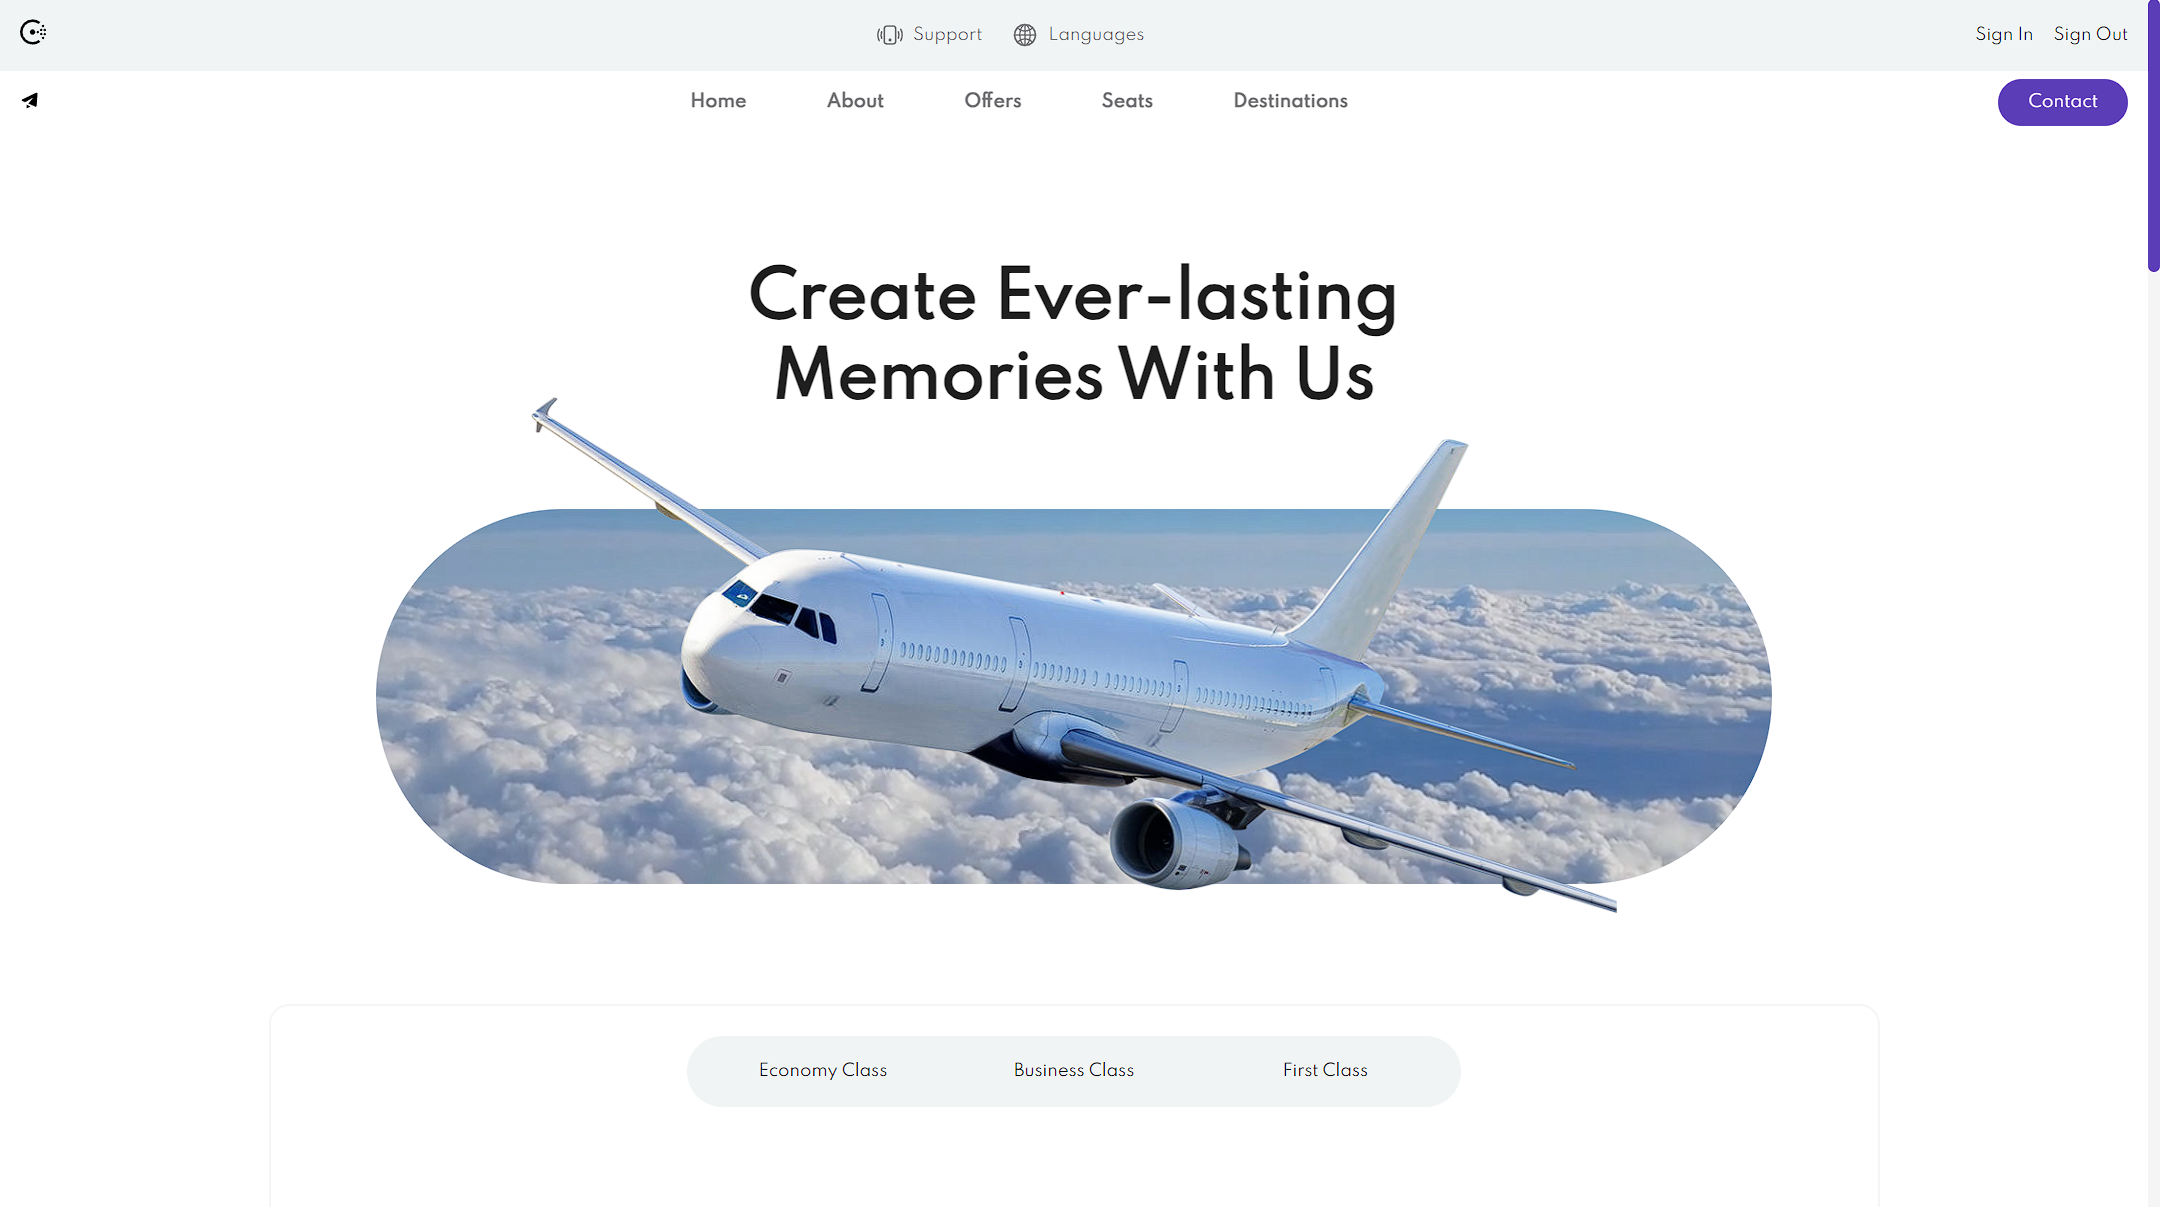 Support
Languages
Sign In
Sign Out
Home
About
Offers
Seats
Destinations
Contact
Create Ever-lasting
Memories With Us
Economy Class
Business Class
First Class